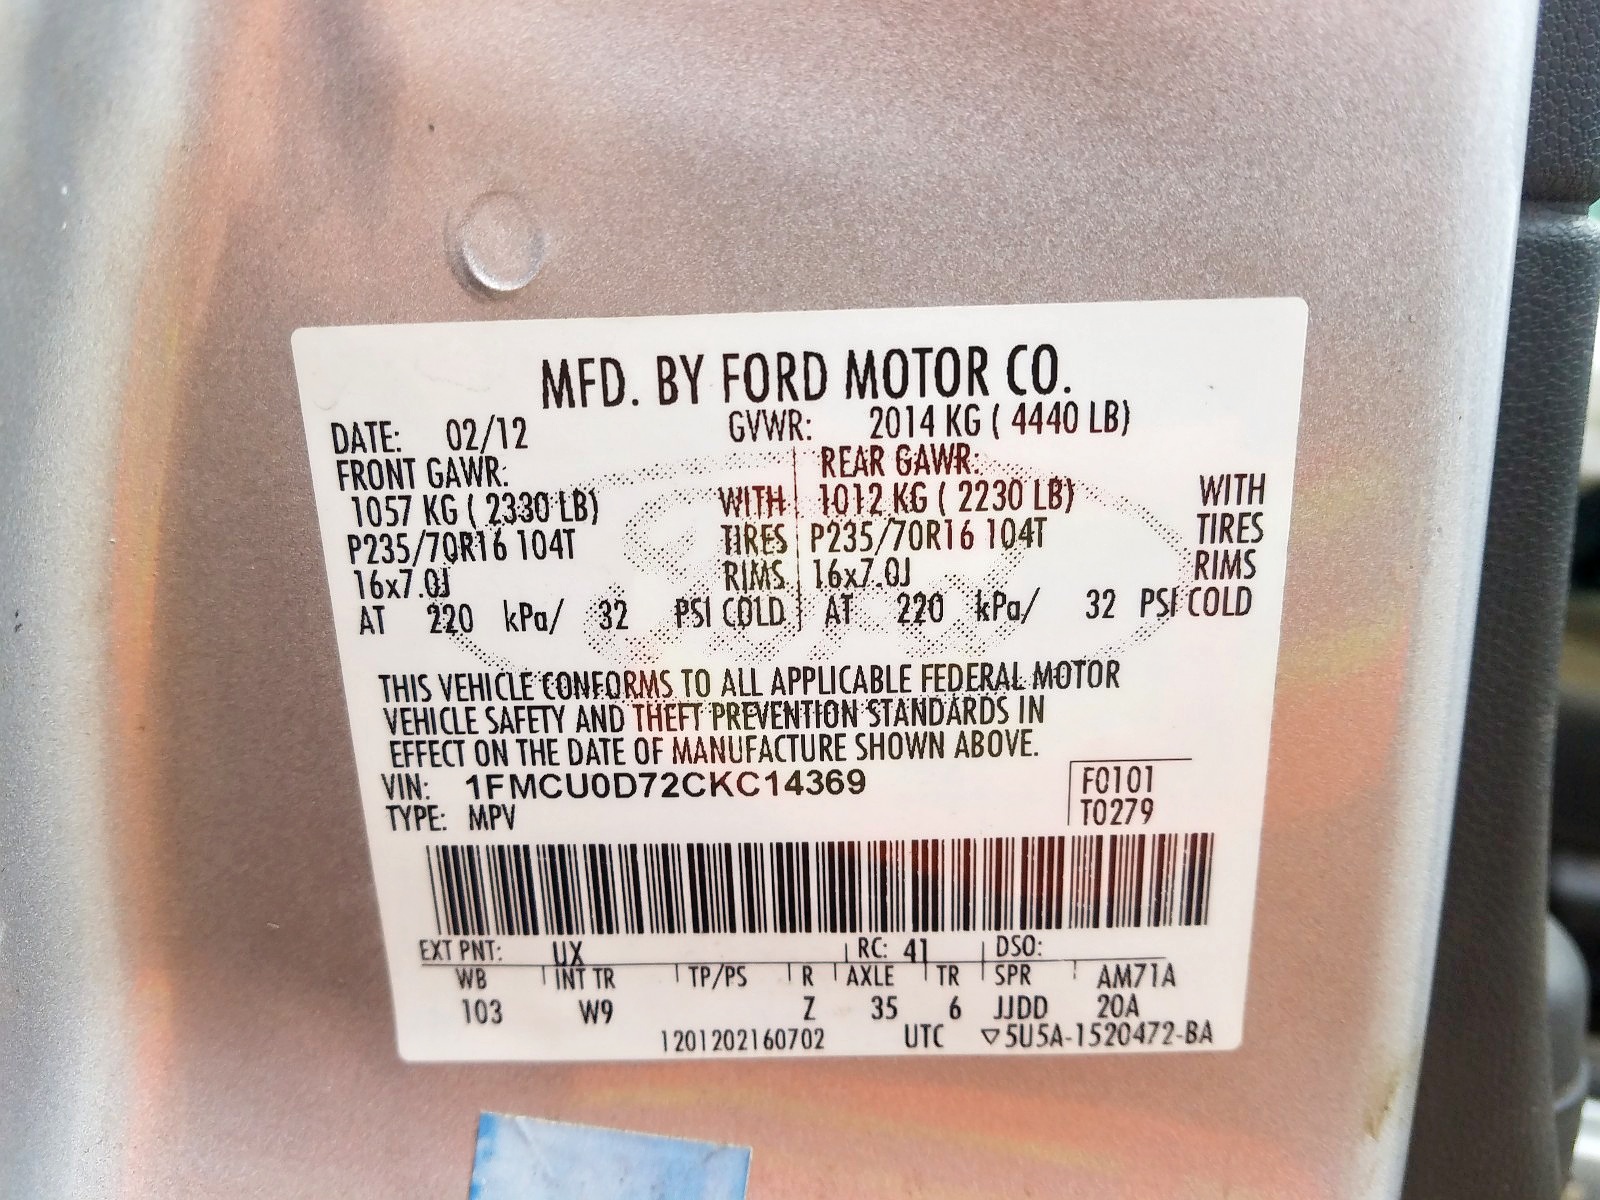 MFD. BY FORD MOTOR CO.
DATE: 02/12 GVWR: 2014 KG ( 4440 LB)
FRONT GAWR: REAR GAWR:
1057 KG ( 2330 LB) WITH 1012 KG ( 2230 LB) WITH
P235/70R16 104T TIRES P235/70R16 104T TIRES
16x7.0J RIMS 16x7.0J RIMS
AT 220 kPa/ 32 PSI COLD AT 220 kPa/ 32 PSI COLD
THIS VEHICLE CONFORMS TO ALL APPLICABLE FEDERAL MOTOR
VEHICLE SAFETY AND THEFT PREVENTION STANDARDS IN
EFFECT ON THE DATE OF MANUFACTURE SHOWN ABOVE.
VIN: 1FMCU0D72CKC14369 F0101
TYPE: MPV T0279
EXT PNT: UX RC: 41 DSO:
WB INT TR TP/PS R AXLE TR SPR AM71A
103 W9 Z 35 6 JJDD 20A
1201202160702 UTC ▽5U5A-1520472-BA